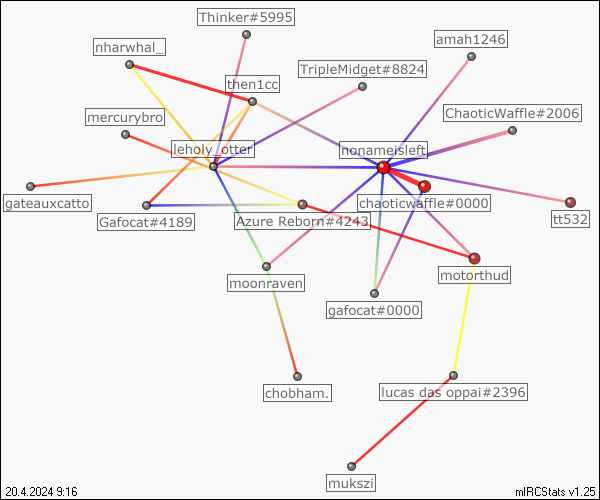 Thinker#5995
nharwhal_
amah1246
TripleMidget#8824
then1cc
ChaoticWaffle#2006
mercurybro
leholy_otter
nonameisleft
gateauxcatto
chaoticwaffle#0000
Gafocat#4189
Azure Reborn#4243
tt532
motorthud
moonraven
gafocat#0000
chobham.
lucas das oppai#2396
mukszi
20.4.2024 9:16
mIRCStats v1.25